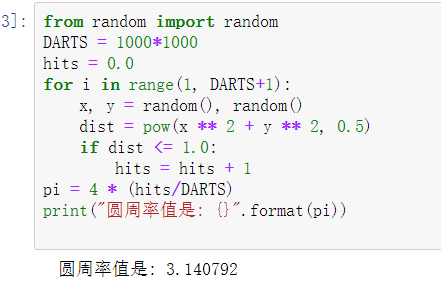 3]:
from random import random
DARTS = 1000*1000
hits = 0.0
for i in range(1, DARTS+1):
    x, y = random(), random()
    dist = pow(x ** 2 + y ** 2, 0.5)
    if dist <= 1.0:
        hits = hits + 1
pi = 4 * (hits/DARTS)
print("圆周率值是: {}".format(pi))
圆周率值是: 3.140792